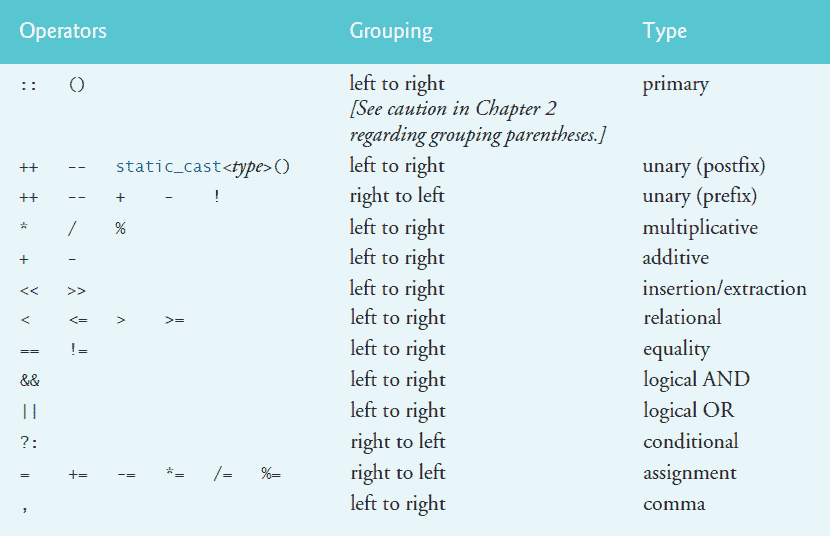 Operators Grouping Type
:: () left to right primary
[See caution in Chapter 2
regarding grouping parentheses.]
++ -- static_cast<type>() left to right unary (postfix)
++ -- + - ! right to left unary (prefix)
* / % left to right multiplicative
+ - left to right additive
<< >> left to right insertion/extraction
< <= > >= left to right relational
== != left to right equality
&& left to right logical AND
|| left to right logical OR
?: right to left conditional
= += -= *= /= %= right to left assignment
, left to right comma